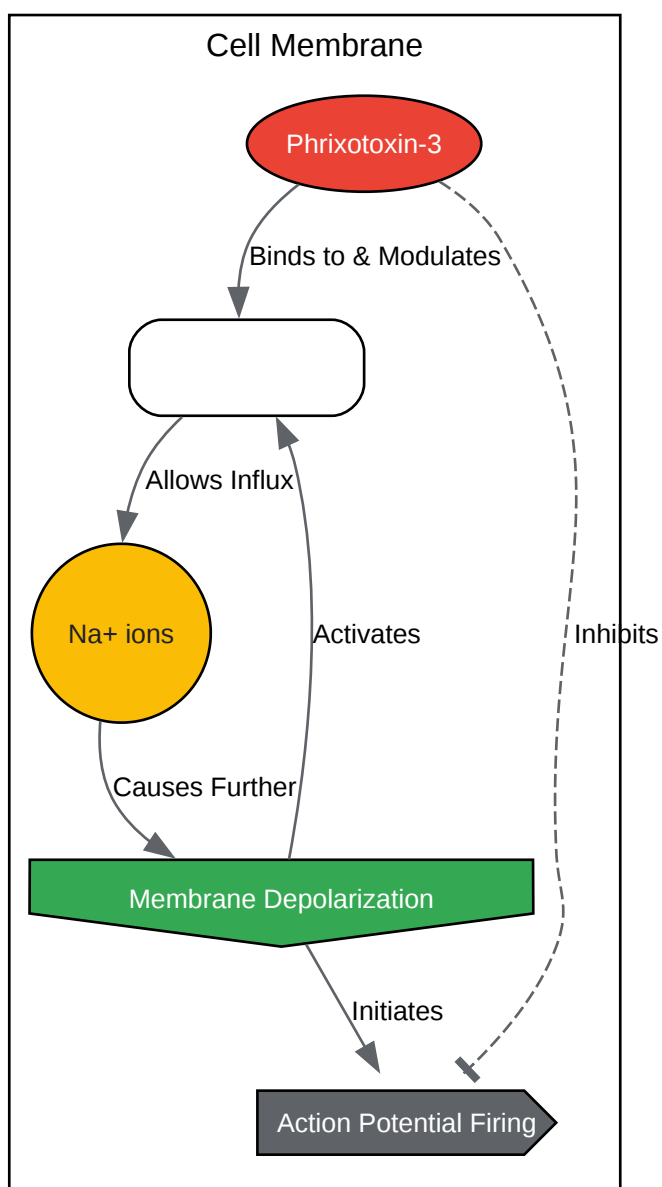 Cell Membrane
Phrixotoxin-3
Binds to & Modulates
Allows Influx
Na+ ions
Activates
Inhibits
Causes Further
Membrane Depolarization
Initiates
Action Potential Firing